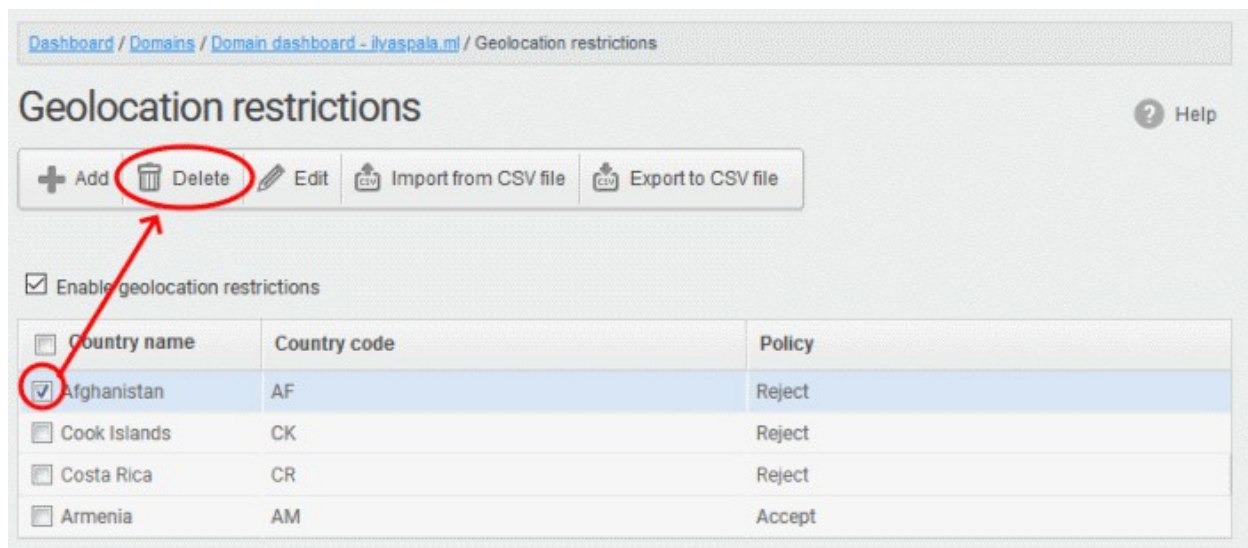 Dashboard / Domains / Domain dashboard - ilyaspala.ml / Geolocation restrictions
Geolocation restrictions
Help
Add Delete Edit Import from CSV file Export to CSV file
Enable geolocation restrictions
Country name Country code Policy
Afghanistan AF Reject
Cook Islands CK Reject
Costa Rica CR Reject
Armenia AM Accept